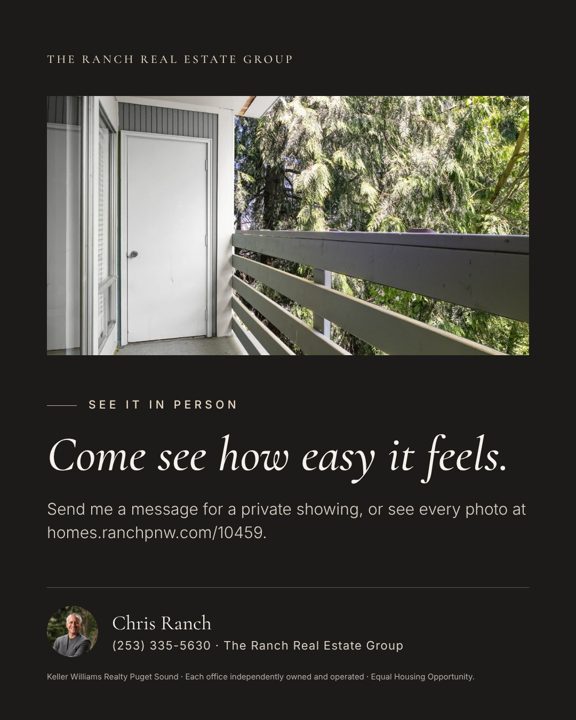 THE RANCH REAL ESTATE GROUP
SEE IT IN PERSON
Come see how easy it feels.
Send me a message for a private showing, or see every photo at
homes.ranchpnw.com/10459.
Chris Ranch
(253) 335-5630 · The Ranch Real Estate Group
Keller Williams Realty Puget Sound · Each office independently owned and operated · Equal Housing Opportunity.